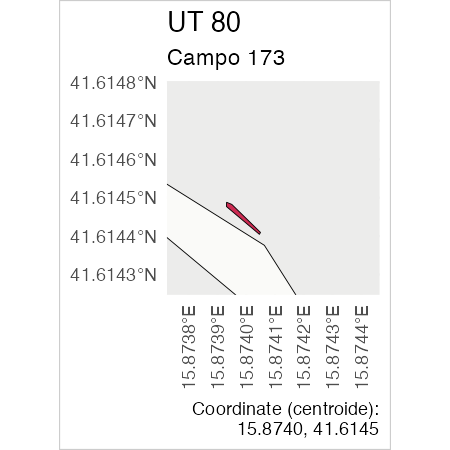 UT 80
Campo 173
41.6148°N
41.6147°N
41.6146°N
41.6145°N
41.6144°N
41.6143°N
15.8738°E
15.8739°E
15.8740°E
15.8741°E
15.8742°E
15.8743°E
15.8744°E
Coordinate (centroide):
15.8740, 41.6145